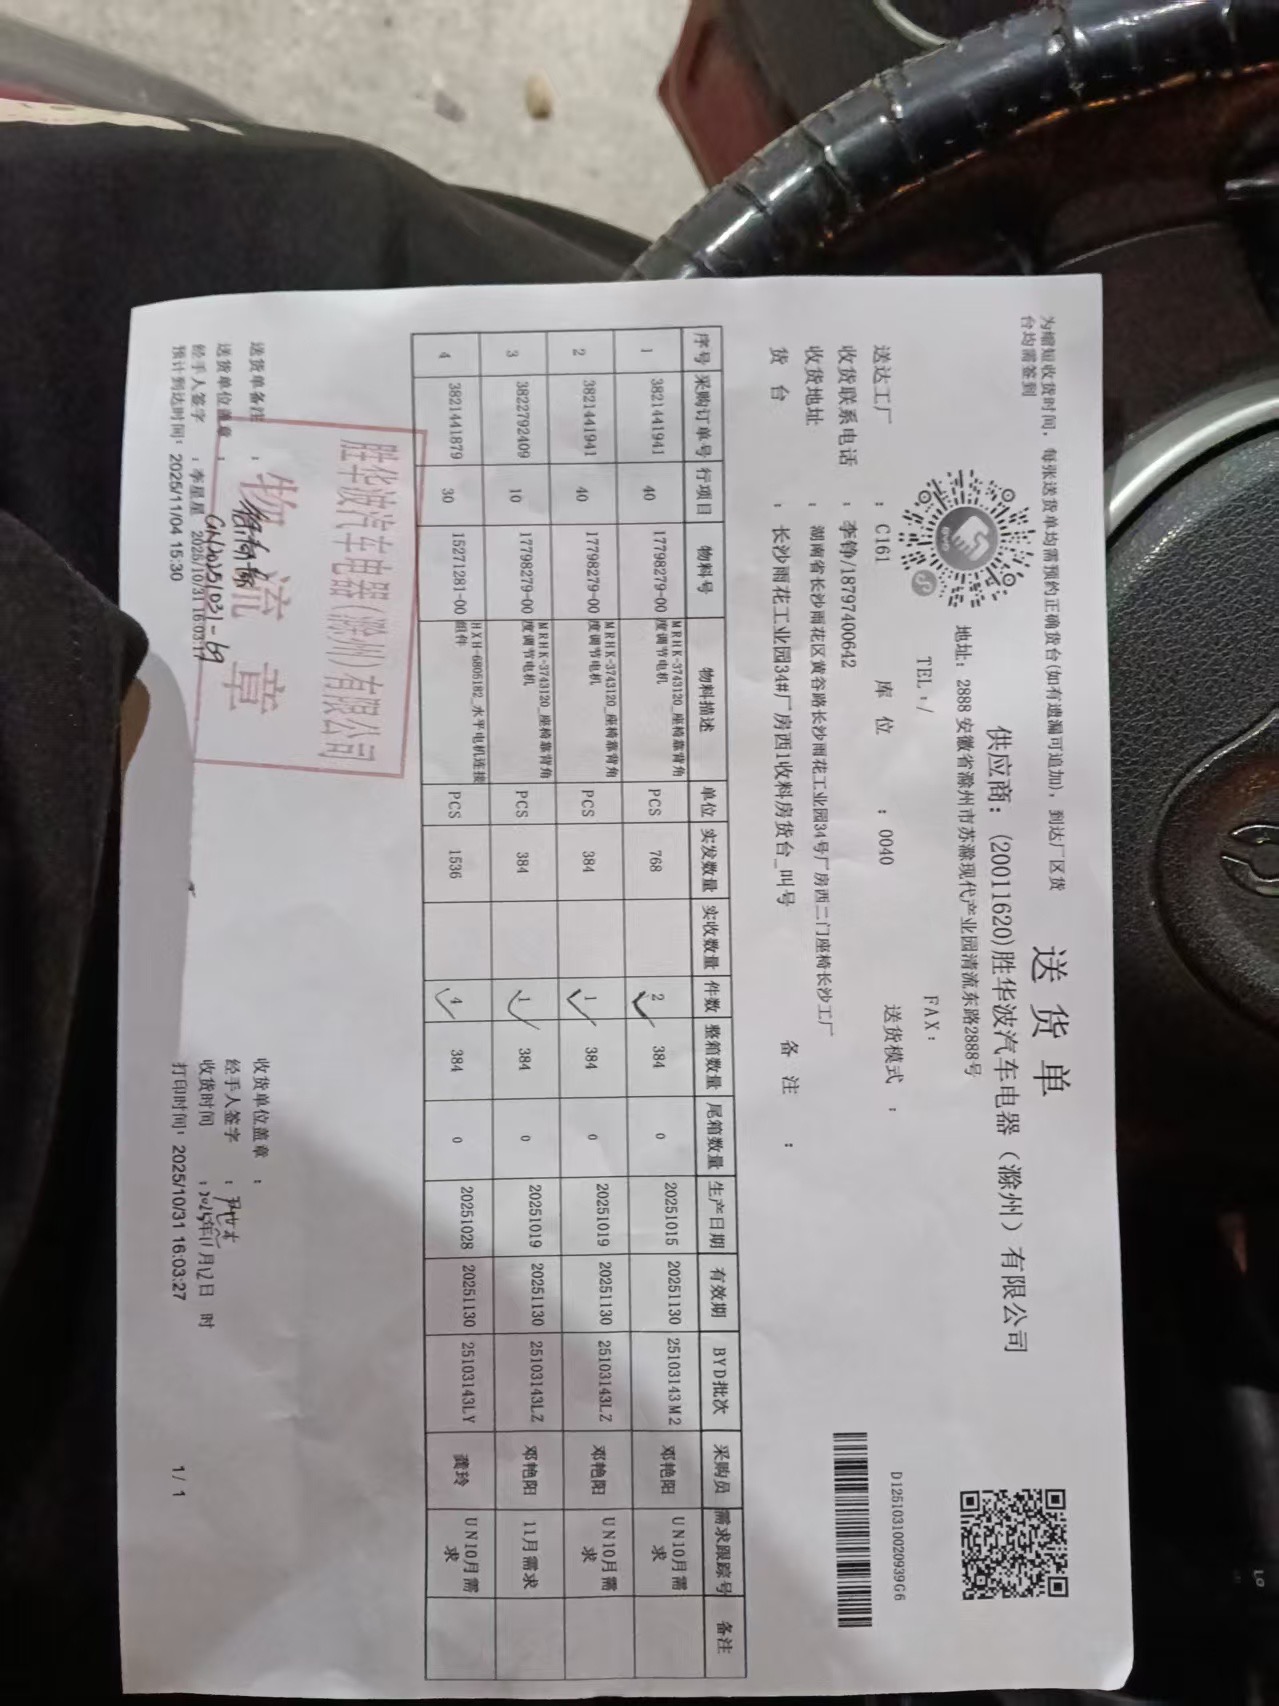 为缩短收货时间，每张送货单均需预约正确货台(如有遗漏可追加)，到达厂区货
台均需签到
送 货 单
供应商：(20011620)胜华波汽车电器（滁州）有限公司
地址：2888 安徽省滁州市苏滁现代产业园清流东路2888号
TEL：/ FAX：
D12510310020939G6
送达工厂 ：C161 库 位 ：0040 送货模式 ：
收货联系电话 ：李铮/18797400642
收货地址 ：湖南省长沙雨花区黄谷路长沙雨花工业园34号厂房西二门座椅长沙工厂
货 台 ：长沙雨花工业园34#厂房西1收料房货台_叫号 备 注 ：
序号 采购订单号 行项目 物料号 物料描述 单位 实发数量 实收数量 件数 整箱数量 尾箱数量 生产日期 有效期 BYD批次 采购员 需求跟踪号 备注
1 3821441941 40 17798279-00 MRHK-3743120_座椅靠背角度调节电机 PCS 768 2 384 0 20251015 20251130 25103143M2 邓艳阳 UN10月需求
2 3821441941 40 17798279-00 MRHK-3743120_座椅靠背角度调节电机 PCS 384 1 384 0 20251019 20251130 25103143LZ 邓艳阳 UN10月需求
3 3822792409 10 17798279-00 MRHK-3743120_座椅靠背角度调节电机 PCS 384 1 384 0 20251019 20251130 25103143LZ 邓艳阳 11月需求
4 3821441879 30 15271281-00 HXH-6806182_水平电机连接组件 PCS 1536 4 384 0 20251028 20251130 25103143LY 龚玲 UN10月需求
胜华波汽车电器(滁州)有限公司
物 流 章
送货单备注 ：
送货单位盖章 ： 收货单位盖章 ：
CN20251031-69
经手人签字 ：李星星 2025/10/31 16:03:17 经手人签字 ：
收货时间 ：2025年11月12日 时
预计到达时间：2025/11/04 15:30 打印时间：2025/10/31 16:03:27 1/ 1